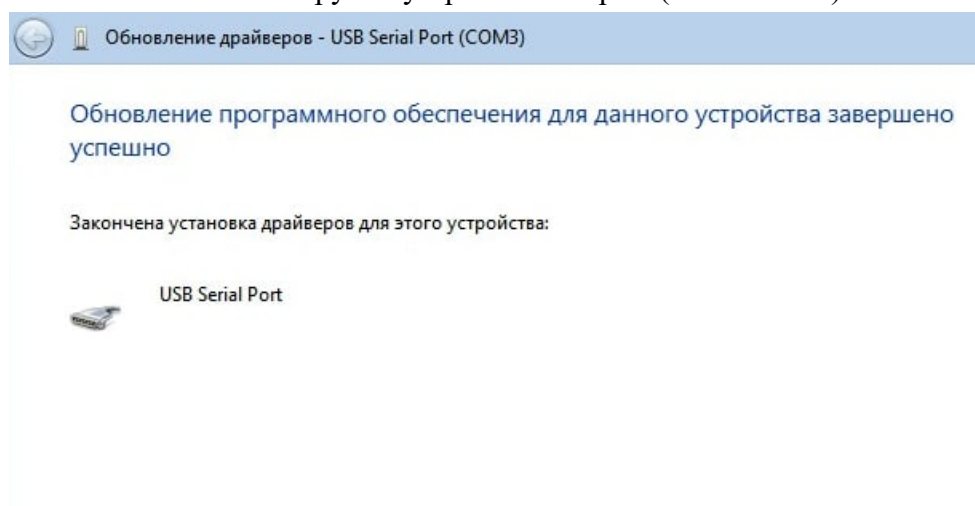 Обновление драйверов - USB Serial Port (COM3)
Обновление программного обеспечения для данного устройства завершено
успешно
Закончена установка драйверов для этого устройства:
USB Serial Port